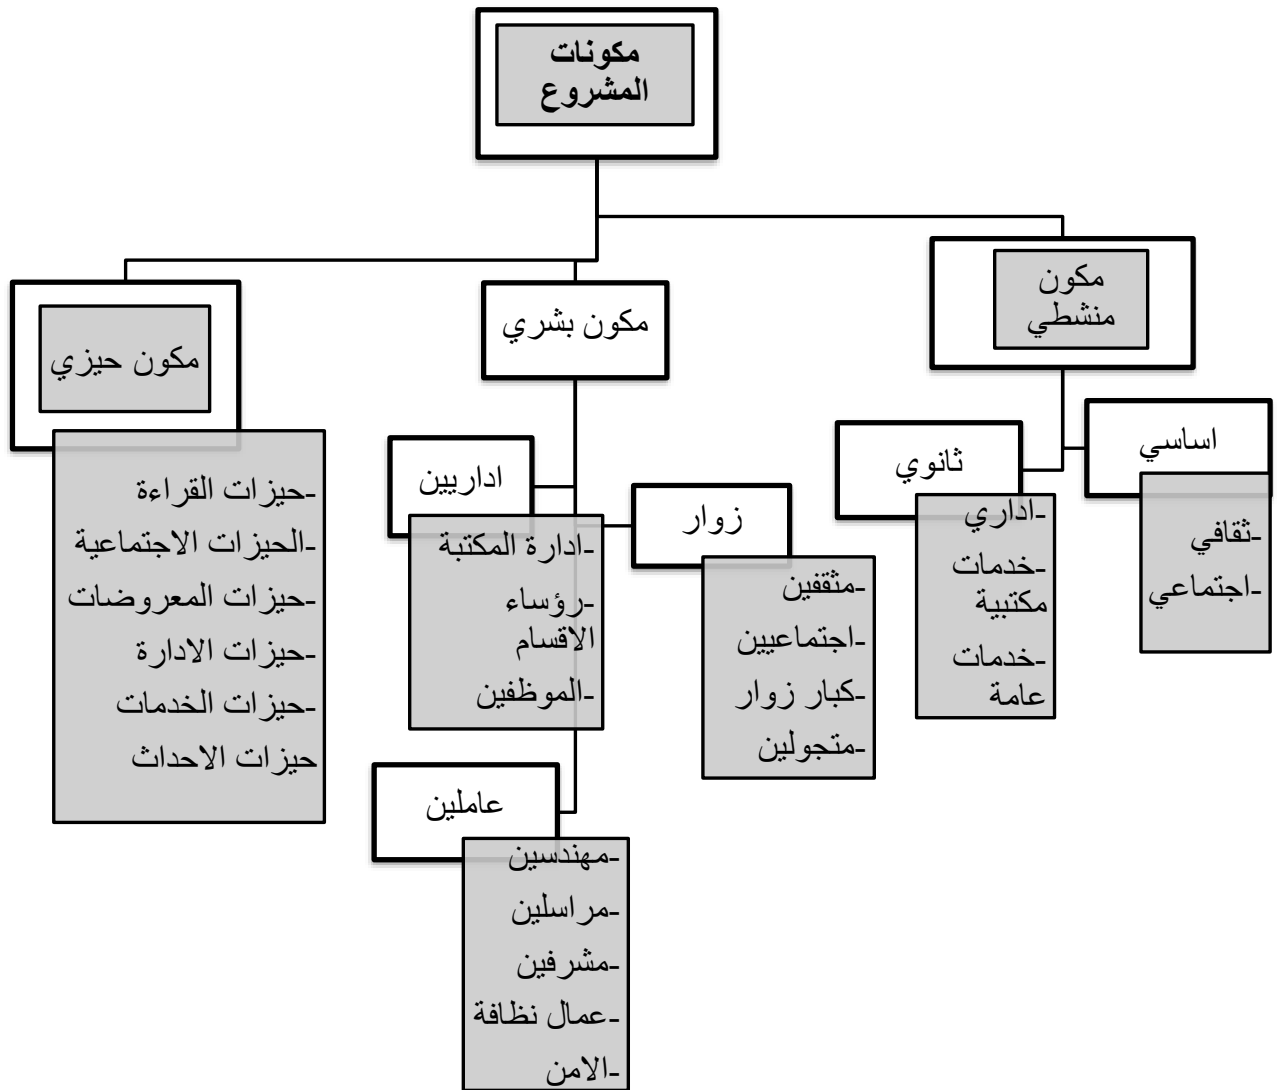 مكونات
المشروع
مكون
منشطي
اساسي
-ثقافي
-اجتماعي
ثانوي
-اداري
-خدمات
مكتبية
-خدمات
عامة
مكون بشري
زوار
-مثقفين
-اجتماعيين
-كبار زوار
-متجولين
اداريين
-ادارة المكتبة
-رؤساء
الاقسام
-الموظفين
عاملين
-مهندسين
-مراسلين
-مشرفين
-عمال نظافة
-الامن
مكون حيزي
-حيزات القراءة
-الحيزات الاجتماعية
-حيزات المعروضات
-حيزات الادارة
-حيزات الخدمات
حيزات الاحداث